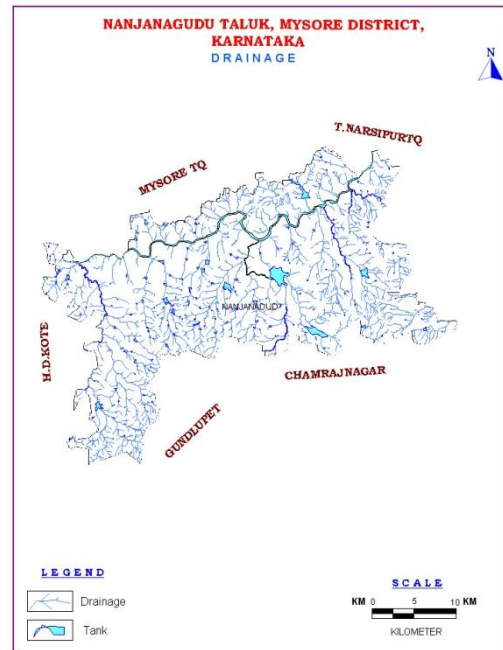 NANJANAGUDU TALUK, MYSORE DISTRICT,
KARNATAKA
DRAINAGE
N
T.NARSIPURTQ
MYSORE TQ
NANJANADUD
H.D.KOTE
CHAMRAJNAGAR
GUNDLUPET
LEGEND
Drainage
Tank
SCALE
KM 0 5 10 KM
KILOMETER